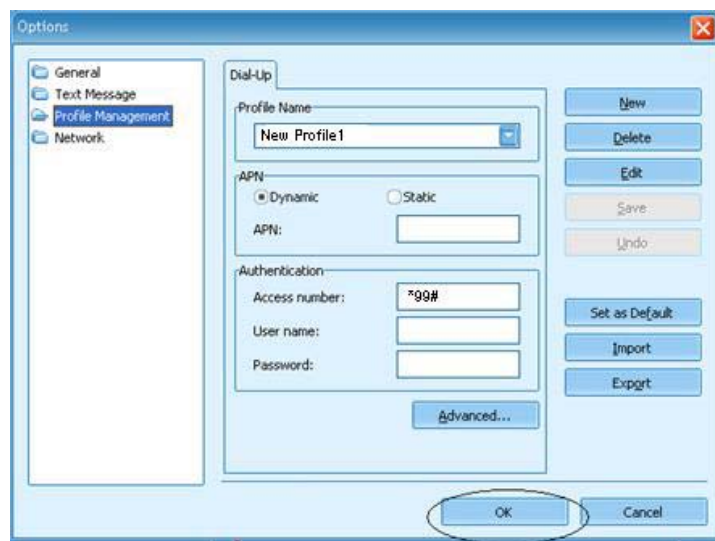 Options
General
Text Message
Profile Management
Network
Dial-Up
Profile Name
New Profile1
APN
Dynamic
Static
APN:
Authentication
Access number:
*99#
User name:
Password:
Advanced...
New
Delete
Edit
Save
Undo
Set as Default
Import
Export
OK
Cancel